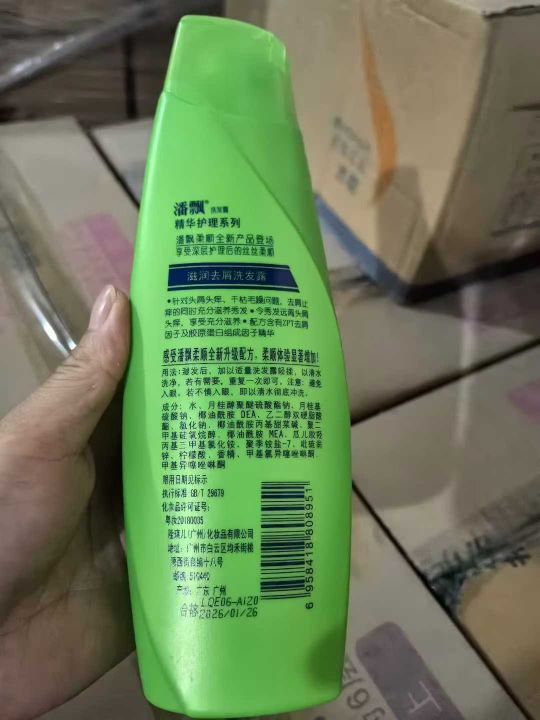 潘飘® 洗发露
精华护理系列
潘飘柔顺全新产品登场
享受深层护理后的丝丝柔顺
滋润去屑洗发露
•针对头屑头痒、干枯毛躁问题，去屑止
痒的同时充分滋养秀发•令秀发远离头屑
头痒，享受充分滋养•配方含有ZPT去屑
因子及胶原蛋白组成因子精华
感受潘飘柔顺全新升级配方，柔顺体验显著增加！
用法：湿发后，加以适量洗发露轻揉，以清水
洗净，若有需要，重复一次即可，注意：避免
入眼，若不慎入眼，即以清水彻底冲洗。
成分：水、月桂醇聚醚硫酸酯钠、月桂基
硫酸钠、椰油酰胺 DEA、乙二醇双硬脂酸
酯、氯化钠、椰油酰胺丙基甜菜碱、聚二
甲基硅氧烷醇、椰油酰胺 MEA、瓜儿胶羟
丙基三甲基氯化铵、聚季铵盐-7、吡硫鎓
锌、柠檬酸、香精、甲基氯异噻唑啉酮、
甲基异噻唑啉酮
限用日期见标示
执行标准 GB/T 29679
化妆品许可证号：
粤妆20180035
(广州)化妆品有限公司
地址：广州市白云区均禾街
十八号
邮编:510440
产地：广东 广州
LQE06-A120
合格2026/01/26
6958418808951